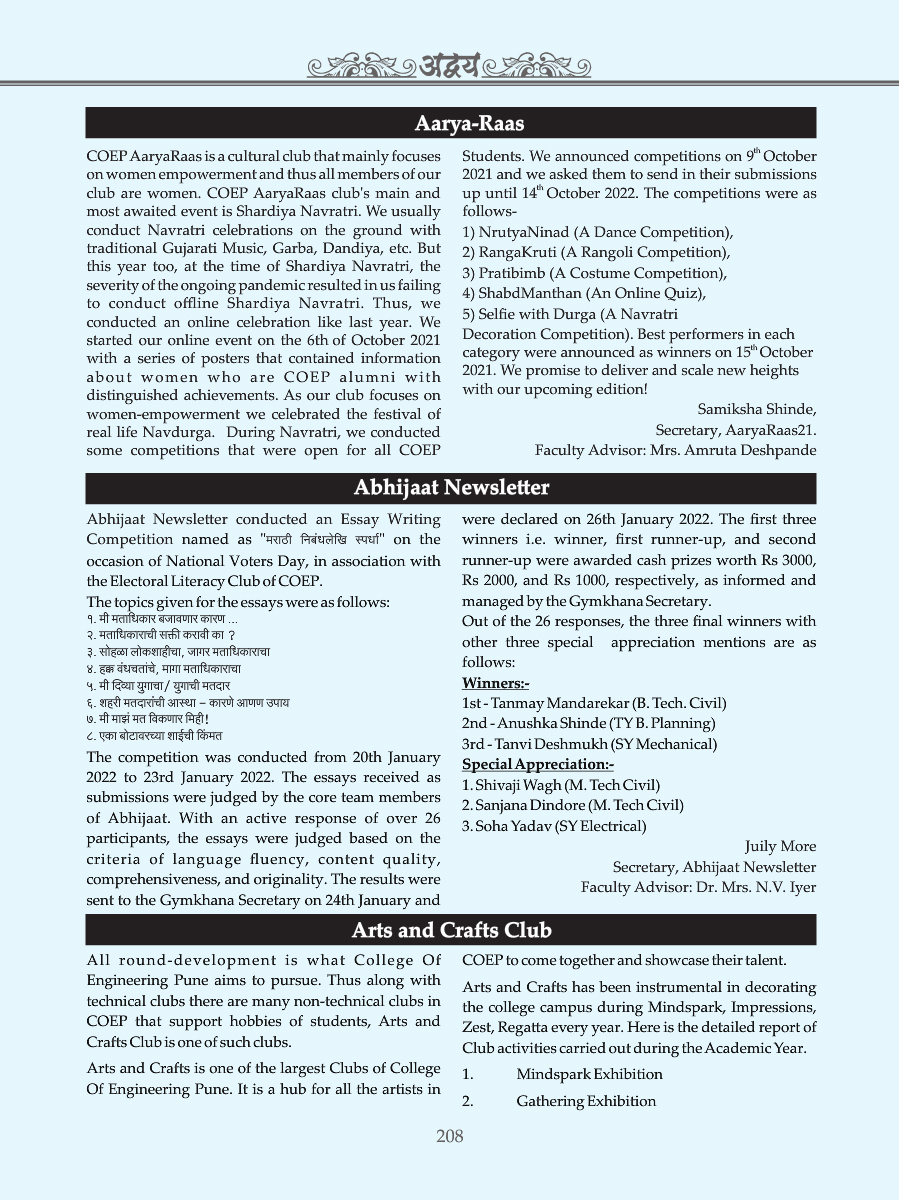 अद्वय
Aarya-Raas
COEP AaryaRaas is a cultural club that mainly focuses
on women empowerment and thus all members of our
club are women. COEP AaryaRaas club's main and
most awaited event is Shardiya Navratri. We usually
conduct Navratri celebrations on the ground with
traditional Gujarati Music, Garba, Dandiya, etc. But
this year too, at the time of Shardiya Navratri, the
severity of the ongoing pandemic resulted in us failing
to conduct offline Shardiya Navratri. Thus, we
conducted an online celebration like last year. We
started our online event on the 6th of October 2021
with a series of posters that contained information
about women who are COEP alumni with
distinguished achievements. As our club focuses on
women-empowerment we celebrated the festival of
real life Navdurga. During Navratri, we conducted
some competitions that were open for all COEP
Students. We announced competitions on 9th October
2021 and we asked them to send in their submissions
up until 14th October 2022. The competitions were as
follows-
1) NrutyaNinad (A Dance Competition),
2) RangaKruti (A Rangoli Competition),
3) Pratibimb (A Costume Competition),
4) ShabdManthan (An Online Quiz),
5) Selfie with Durga (A Navratri
Decoration Competition). Best performers in each
category were announced as winners on 15th October
2021. We promise to deliver and scale new heights
with our upcoming edition!
Samiksha Shinde,
Secretary, AaryaRaas21.
Faculty Advisor: Mrs. Amruta Deshpande
Abhijaat Newsletter
Abhijaat Newsletter conducted an Essay Writing
Competition named as "मराठी निबंधलेखि स्पर्धा" on the
occasion of National Voters Day, in association with
the Electoral Literacy Club of COEP.
The topics given for the essays were as follows:
१. मी मताधिकार बजावणार कारण ...
२. मताधिकाराची सक्ती करावी का ?
३. सोहळा लोकशाहीचा, जागर मताधिकाराचा
४. हक्क वंधचतांचे, मागा मताधिकाराचा
५. मी दिव्या युगाचा/ युगाची मतदार
६. शहरी मतदारांची आस्था – कारणे आणण उपाय
७. मी माझं मत विकणार मिही!
८. एका बोटावरच्या शाईची किंमत
The competition was conducted from 20th January
2022 to 23rd January 2022. The essays received as
submissions were judged by the core team members
of Abhijaat. With an active response of over 26
participants, the essays were judged based on the
criteria of language fluency, content quality,
comprehensiveness, and originality. The results were
sent to the Gymkhana Secretary on 24th January and
were declared on 26th January 2022. The first three
winners i.e. winner, first runner-up, and second
runner-up were awarded cash prizes worth Rs 3000,
Rs 2000, and Rs 1000, respectively, as informed and
managed by the Gymkhana Secretary.
Out of the 26 responses, the three final winners with
other three special appreciation mentions are as
follows:
Winners:-
1st - Tanmay Mandarekar (B. Tech. Civil)
2nd - Anushka Shinde (TY B. Planning)
3rd - Tanvi Deshmukh (SY Mechanical)
Special Appreciation:-
1. Shivaji Wagh (M. Tech Civil)
2. Sanjana Dindore (M. Tech Civil)
3. Soha Yadav (SY Electrical)
Juily More
Secretary, Abhijaat Newsletter
Faculty Advisor: Dr. Mrs. N.V. Iyer
Arts and Crafts Club
All round-development is what College Of
Engineering Pune aims to pursue. Thus along with
technical clubs there are many non-technical clubs in
COEP that support hobbies of students, Arts and
Crafts Club is one of such clubs.
Arts and Crafts is one of the largest Clubs of College
Of Engineering Pune. It is a hub for all the artists in
COEP to come together and showcase their talent.
Arts and Crafts has been instrumental in decorating
the college campus during Mindspark, Impressions,
Zest, Regatta every year. Here is the detailed report of
Club activities carried out during the Academic Year.
1. Mindspark Exhibition
2. Gathering Exhibition
208